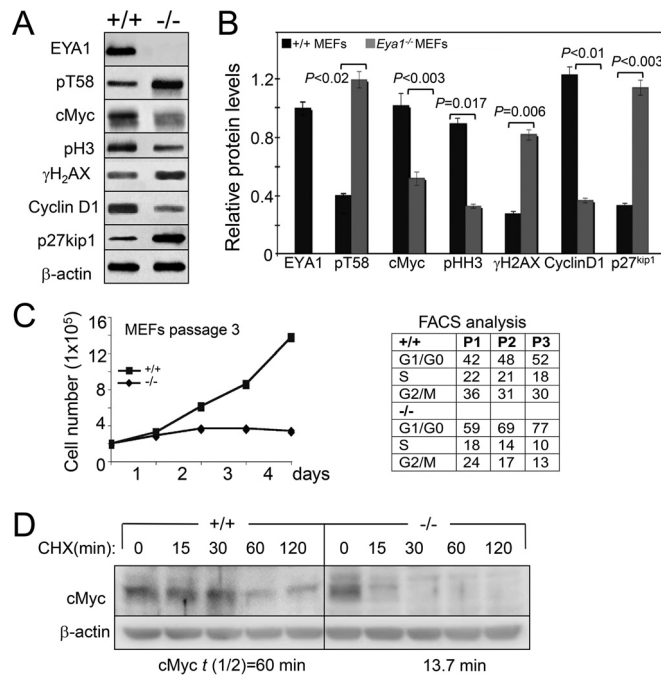 A
+/+ -/-
EYA1
pT58
cMyc
pH3
γH2AX
Cyclin D1
p27kip1
β-actin
B
+/+ MEFs Eya1-/- MEFs
Relative protein levels
1.2
0.8
0.4
0
P<0.02
P<0.003
P=0.017
P=0.006
P<0.01
P<0.003
EYA1 pT58 cMyc pHH3 γH2AX CyclinD1 p27kip1
C
MEFs passage 3
Cell number (1x10⁵)
16
12
8
4
0
+/+
-/-
1 2 3 4 days
FACS analysis
+/+ P1 P2 P3
G1/G0 42 48 52
S 22 21 18
G2/M 36 31 30
-/-
G1/G0 59 69 77
S 18 14 10
G2/M 24 17 13
D
+/+ -/-
CHX(min): 0 15 30 60 120 0 15 30 60 120
cMyc
β-actin
cMyc t (1/2)=60 min 13.7 min